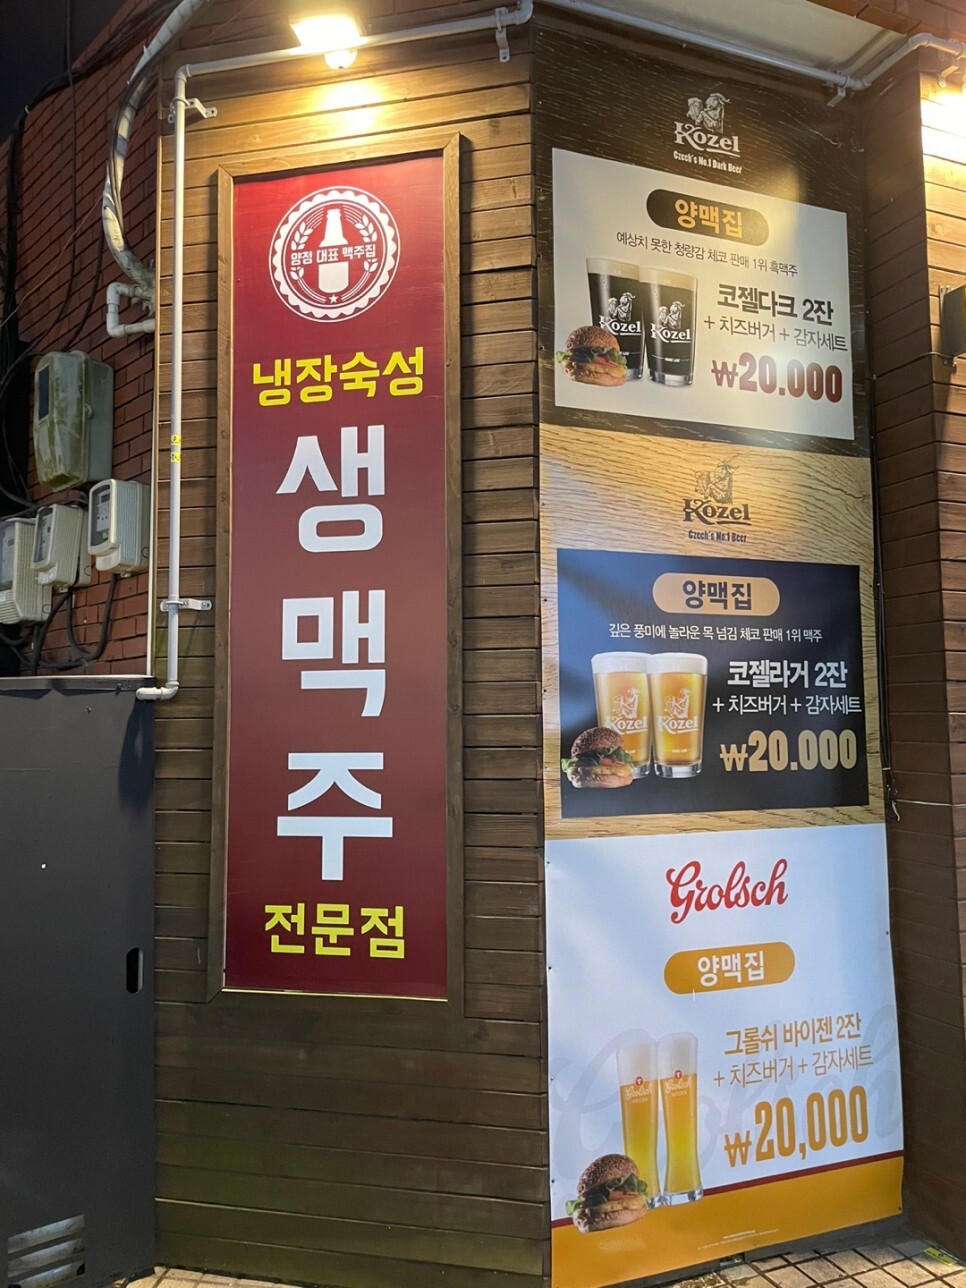 양정 대표 맥주집
냉장숙성
생
맥
주
전문점
Kozel
Czech's No.1 Dark Beer
양맥집
예상치 못한 청량감 체코 판매 1위 흑맥주
Kozel
Kozel
코젤다크 2잔
+ 치즈버거 + 감자세트
₩20.000
Kozel
Czech's No.1 Beer
양맥집
깊은 풍미에 놀라운 목 넘김 체코 판매 1위 맥주
Kozel
Kozel
코젤라거 2잔
+ 치즈버거 + 감자세트
₩20.000
Grolsch
양맥집
그롤쉬 바이젠 2잔
+ 치즈버거 + 감자세트
₩20,000
Grolsch
Grolsch